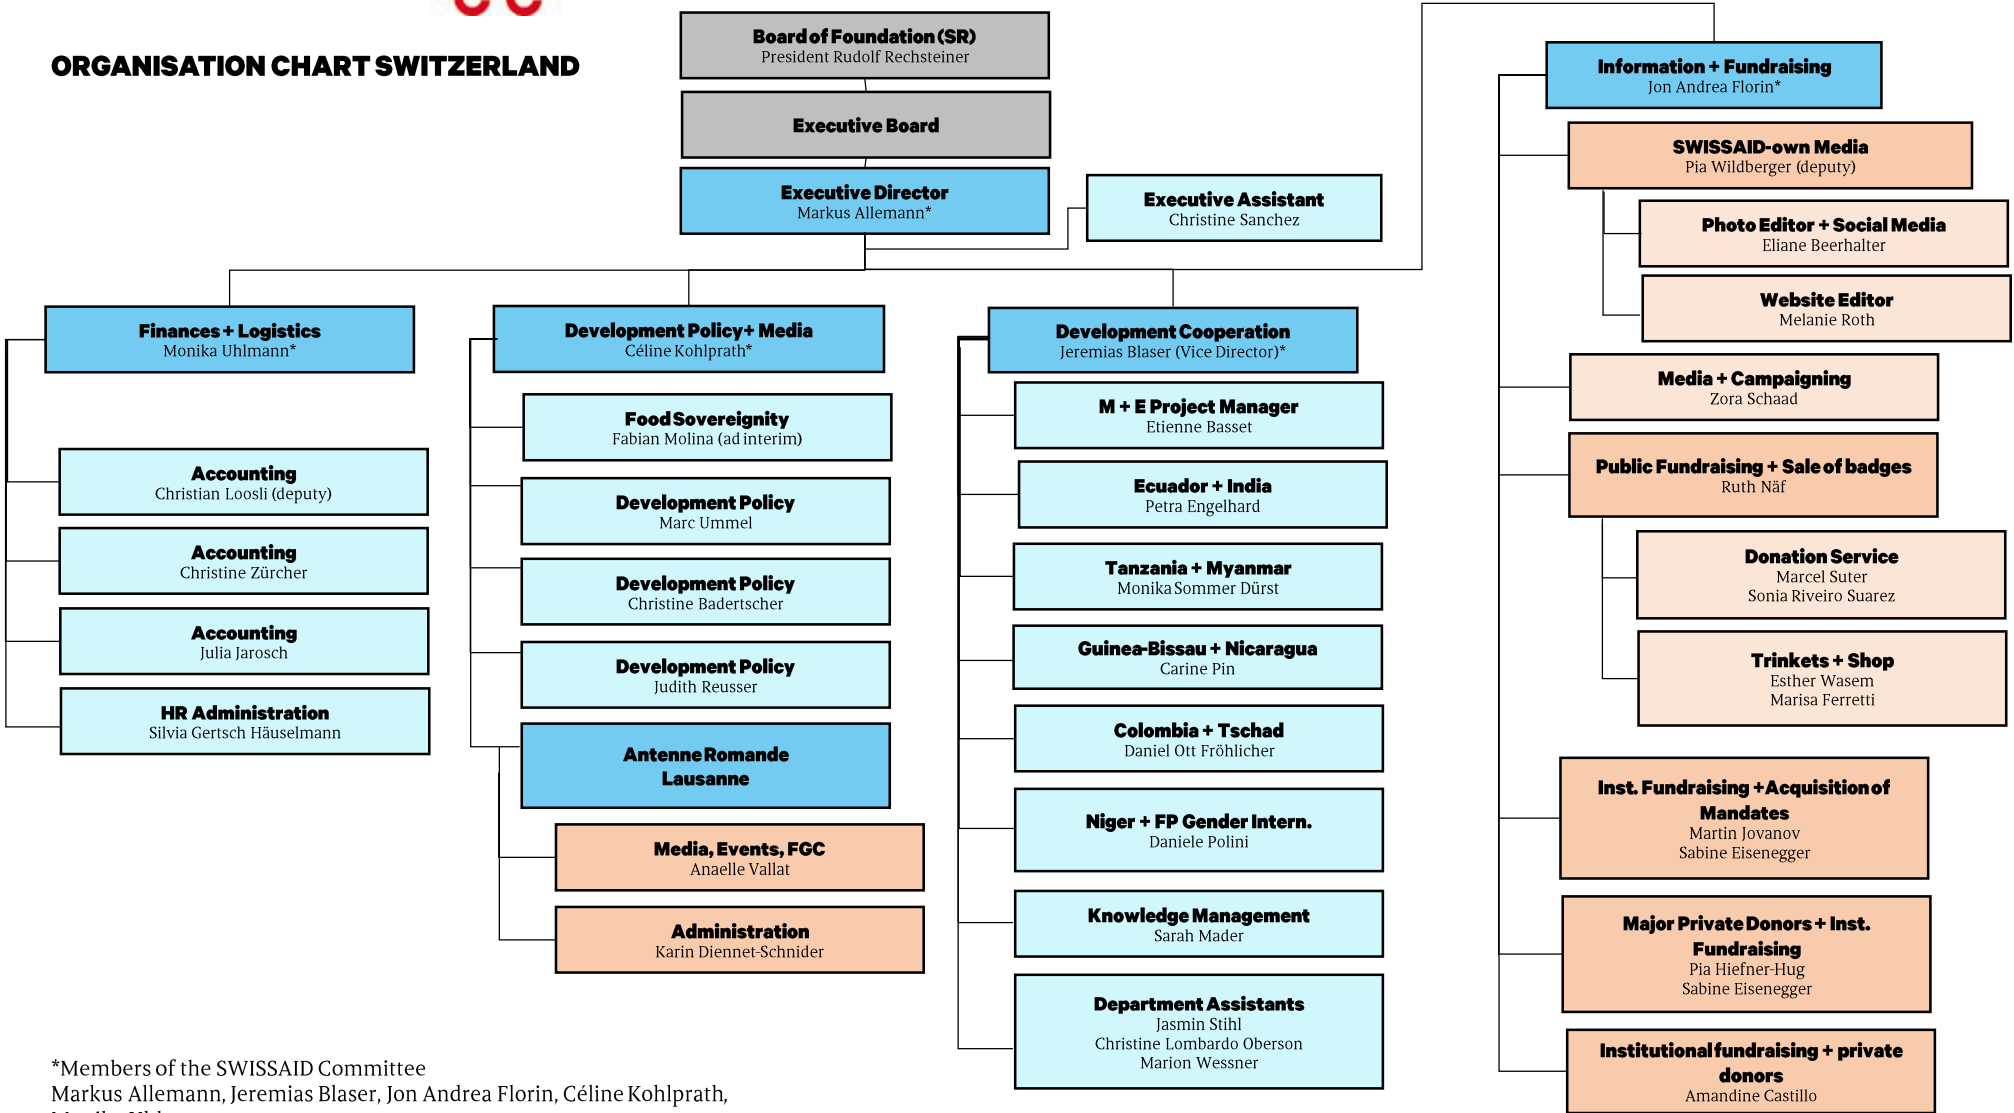 ORGANISATION CHART SWITZERLAND
Board of Foundation (SR)
President Rudolf Rechsteiner
Executive Board
Executive Director
Markus Allemann*
Executive Assistant
Christine Sanchez
Finances + Logistics
Monika Uhlmann*
Accounting
Christian Loosli (deputy)
Accounting
Christine Zürcher
Accounting
Julia Jarosch
HR Administration
Silvia Gertsch Häuselmann
Development Policy + Media
Céline Kohlprath*
Food Sovereignity
Fabian Molina (ad interim)
Development Policy
Marc Ummel
Development Policy
Christine Badertscher
Development Policy
Judith Reusser
Antenne Romande
Lausanne
Media, Events, FGC
Anaelle Vallat
Administration
Karin Diennet-Schnider
Development Cooperation
Jeremias Blaser (Vice Director)*
M + E Project Manager
Etienne Basset
Ecuador + India
Petra Engelhard
Tanzania + Myanmar
Monika Sommer Dürst
Guinea-Bissau + Nicaragua
Carine Pin
Colombia + Tschad
Daniel Ott Fröhlicher
Niger + FP Gender Intern.
Daniele Polini
Knowledge Management
Sarah Mader
Department Assistants
Jasmin Stihl
Christine Lombardo Oberson
Marion Wessner
Information + Fundraising
Jon Andrea Florin*
SWISSAID-own Media
Pia Wildberger (deputy)
Photo Editor + Social Media
Eliane Beerhalter
Website Editor
Melanie Roth
Media + Campaigning
Zora Schaad
Public Fundraising + Sale of badges
Ruth Näf
Donation Service
Marcel Suter
Sonia Riveiro Suarez
Trinkets + Shop
Esther Wasem
Marisa Ferretti
Inst. Fundraising +Acquisition of
Mandates
Martin Jovanov
Sabine Eisenegger
Major Private Donors + Inst.
Fundraising
Pia Hiefner-Hug
Sabine Eisenegger
Institutional fundraising + private
donors
Amandine Castillo
*Members of the SWISSAID Committee
Markus Allemann, Jeremias Blaser, Jon Andrea Florin, Céline Kohlprath,